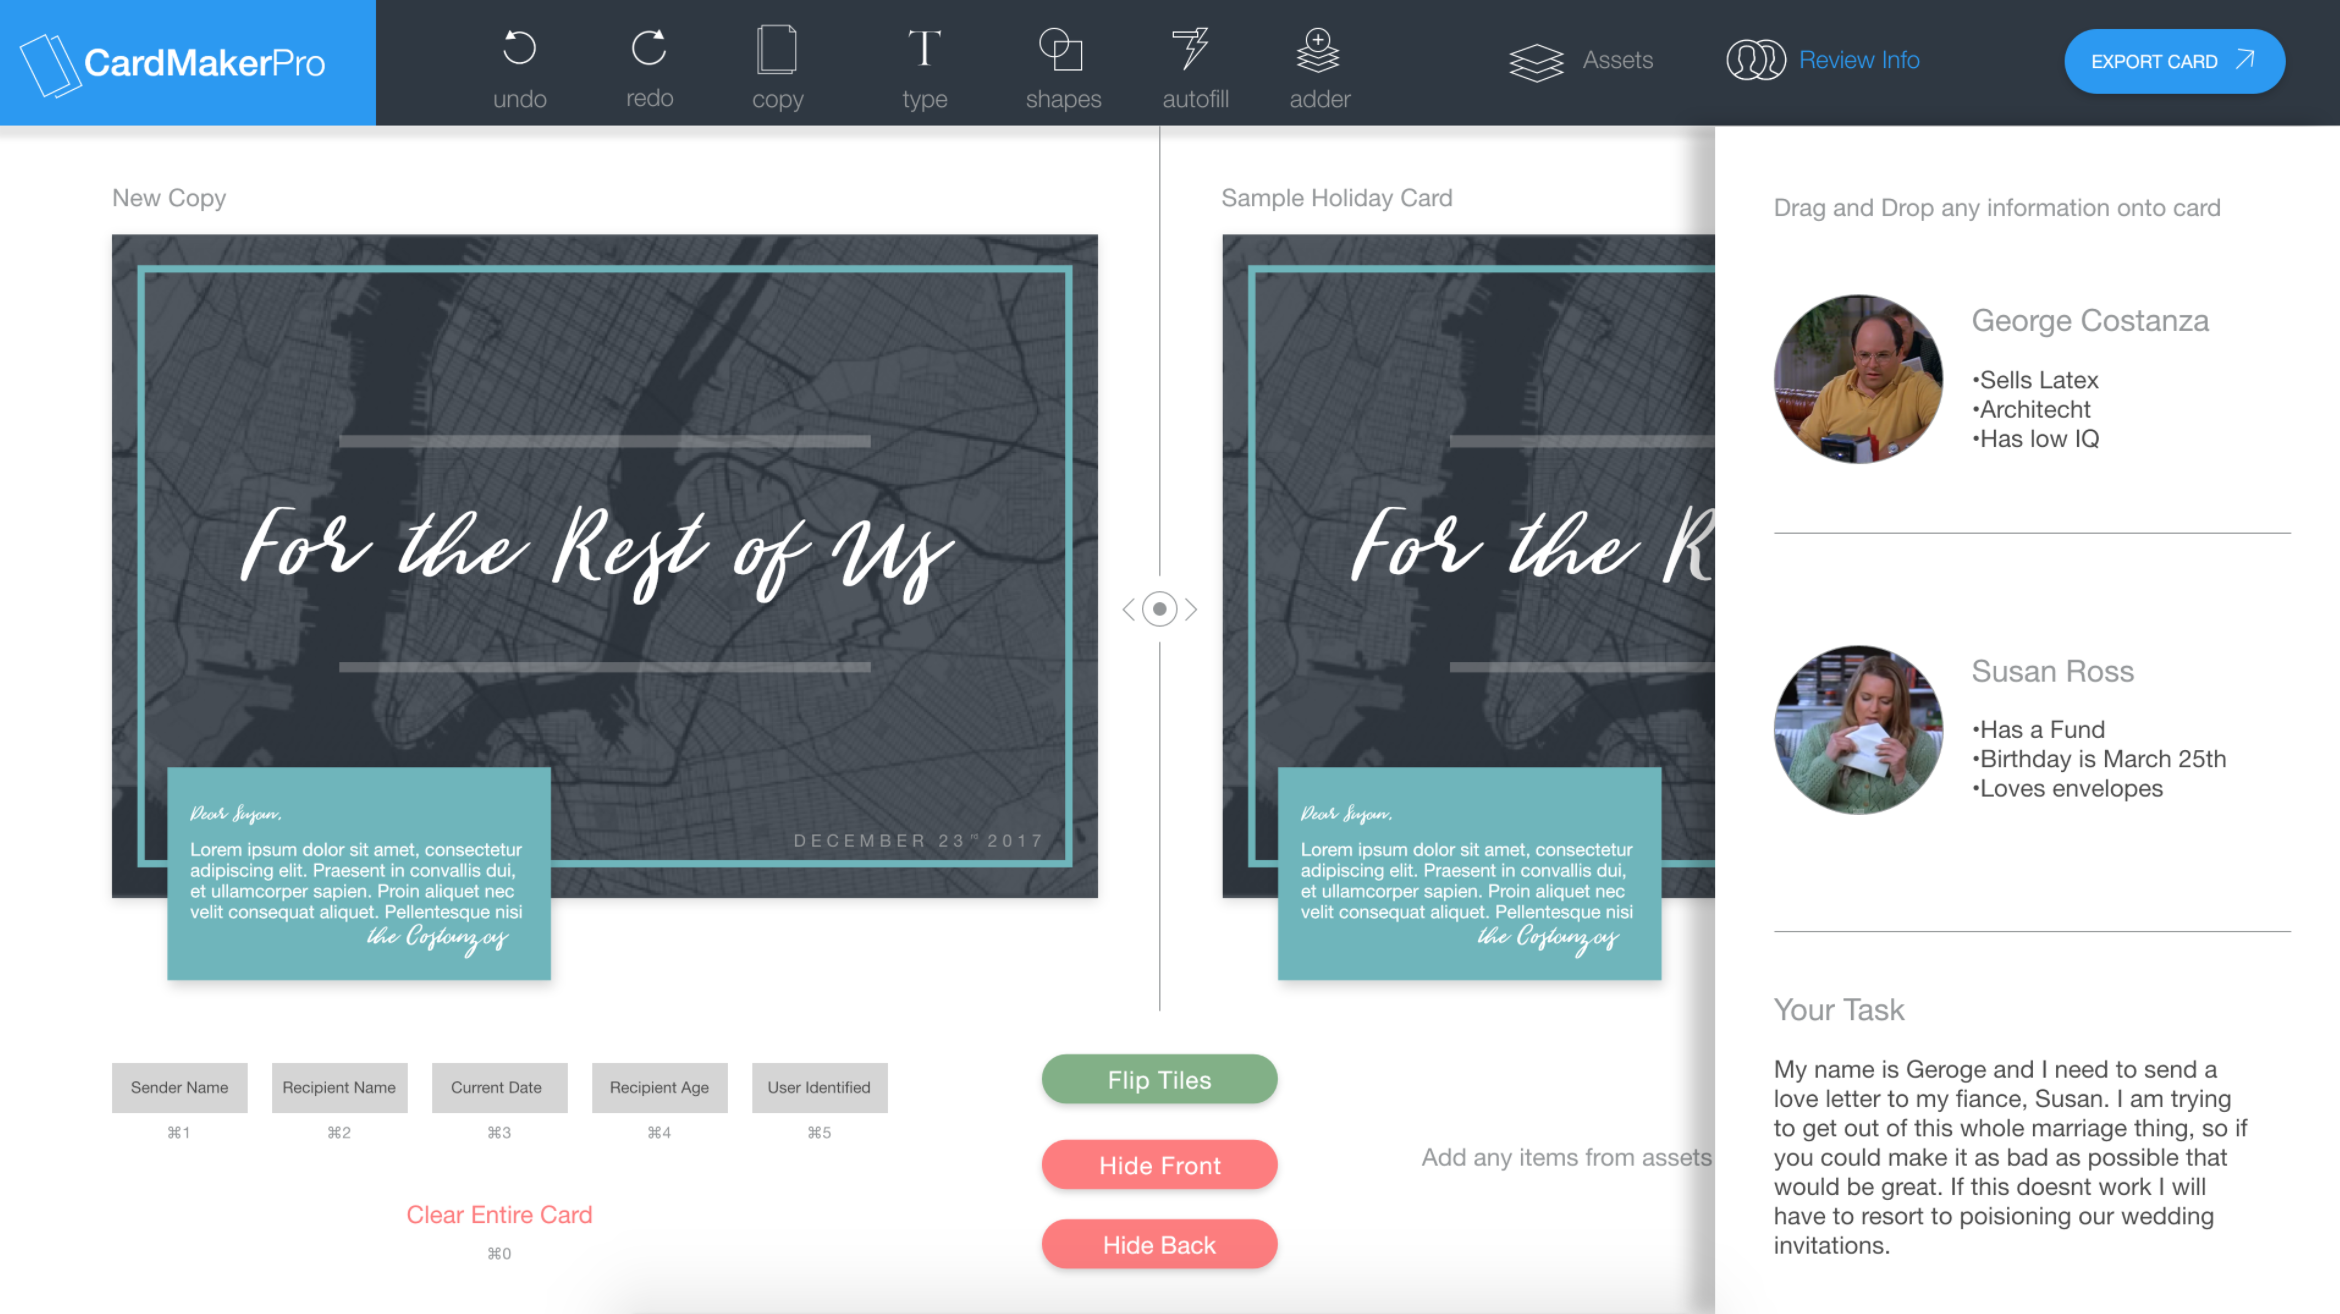 CardMakerPro
undo
redo
copy
type
shapes
autofill
adder
Assets
Review Info
EXPORT CARD
New Copy
For the Rest of Us
DECEMBER 23RD 2017
Dear Susan,
Lorem ipsum dolor sit amet, consectetur
adipiscing elit. Praesent in convallis dui,
et ullamcorper sapien. Proin aliquet nec
velit consequat aliquet. Pellentesque nisi
the Costanzas
Sample Holiday Card
For the R
Dear Susan,
Lorem ipsum dolor sit amet, consectetur
adipiscing elit. Praesent in convallis dui,
et ullamcorper sapien. Proin aliquet nec
velit consequat aliquet. Pellentesque nisi
the Costanzas
Sender Name
Recipient Name
Current Date
Recipient Age
User Identified
⌘1
⌘2
⌘3
⌘4
⌘5
Clear Entire Card
⌘0
Flip Tiles
Hide Front
Hide Back
Add any items from assets
Drag and Drop any information onto card
George Costanza
•Sells Latex
•Architecht
•Has low IQ
Susan Ross
•Has a Fund
•Birthday is March 25th
•Loves envelopes
Your Task
My name is Geroge and I need to send a
love letter to my fiance, Susan. I am trying
to get out of this whole marriage thing, so if
you could make it as bad as possible that
would be great. If this doesnt work I will
have to resort to poisioning our wedding
invitations.